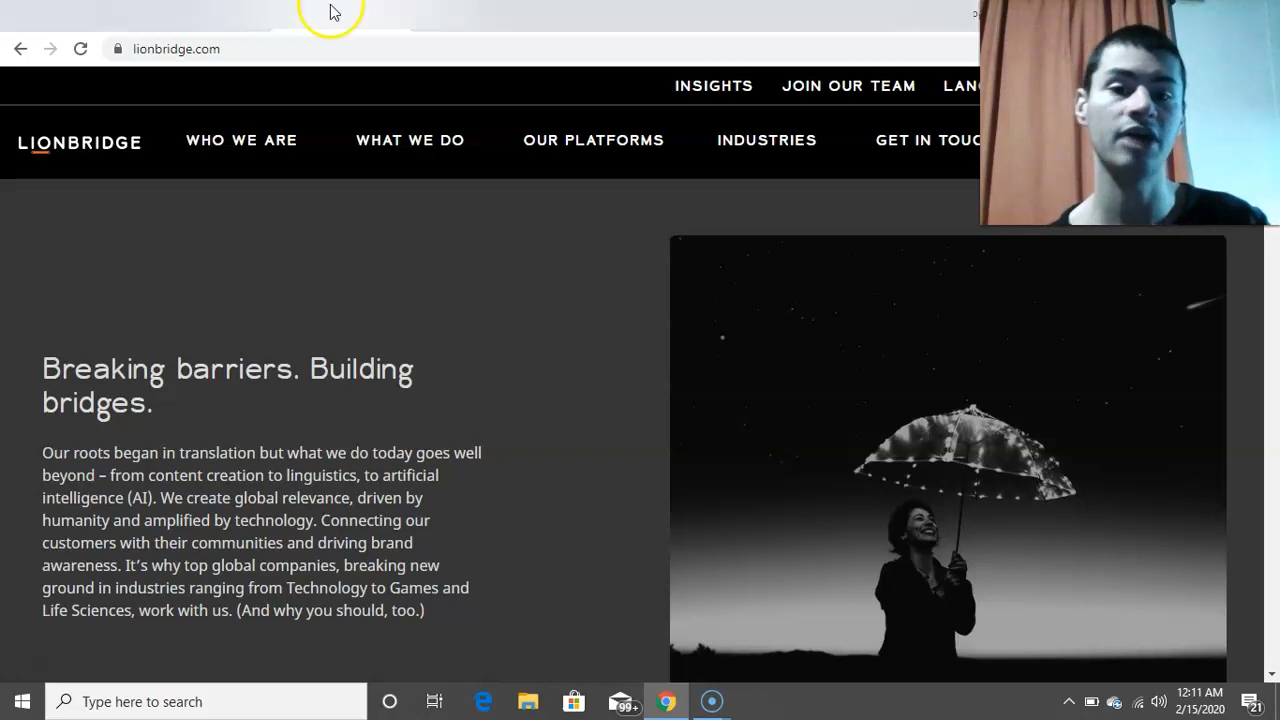 lionbridge.com
INSIGHTS JOIN OUR TEAM
LIONBRIDGE WHO WE ARE WHAT WE DO OUR PLATFORMS INDUSTRIES GET IN
Breaking barriers. Building
bridges.
Our roots began in translation but what we do today goes well
beyond – from content creation to linguistics, to artificial
intelligence (AI). We create global relevance, driven by
humanity and amplified by technology. Connecting our
customers with their communities and driving brand
awareness. It's why top global companies, breaking new
ground in industries ranging from Technology to Games and
Life Sciences, work with us. (And why you should, too.)
Type here to search
99+
12:11 AM
2/15/2020
21